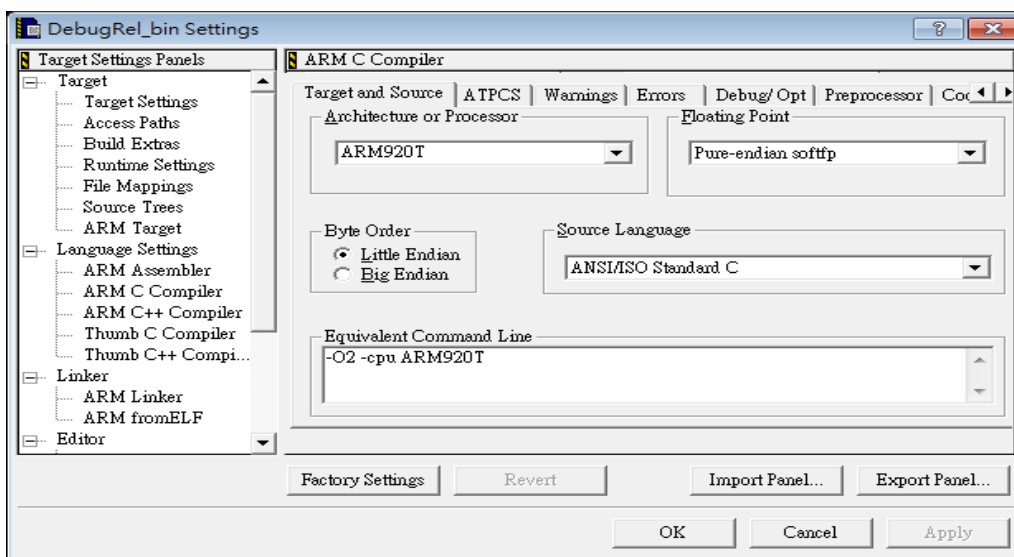 DebugRel_bin Settings
Target Settings Panels
Target
Target Settings
Access Paths
Build Extras
Runtime Settings
File Mappings
Source Trees
ARM Target
Language Settings
ARM Assembler
ARM C Compiler
ARM C++ Compiler
Thumb C Compiler
Thumb C++ Compi...
Linker
ARM Linker
ARM fromELF
Editor
ARM C Compiler
Target and Source ATPCS Warnings Errors Debug/Opt Preprocessor
Architecture or Processor
ARM920T
Floating Point
Pure-endian softfp
Byte Order
Little Endian
Big Endian
Source Language
ANSI/ISO Standard C
Equivalent Command Line
-O2 -cpu ARM920T
Factory Settings Revert Import Panel... Export Panel...
OK Cancel Apply